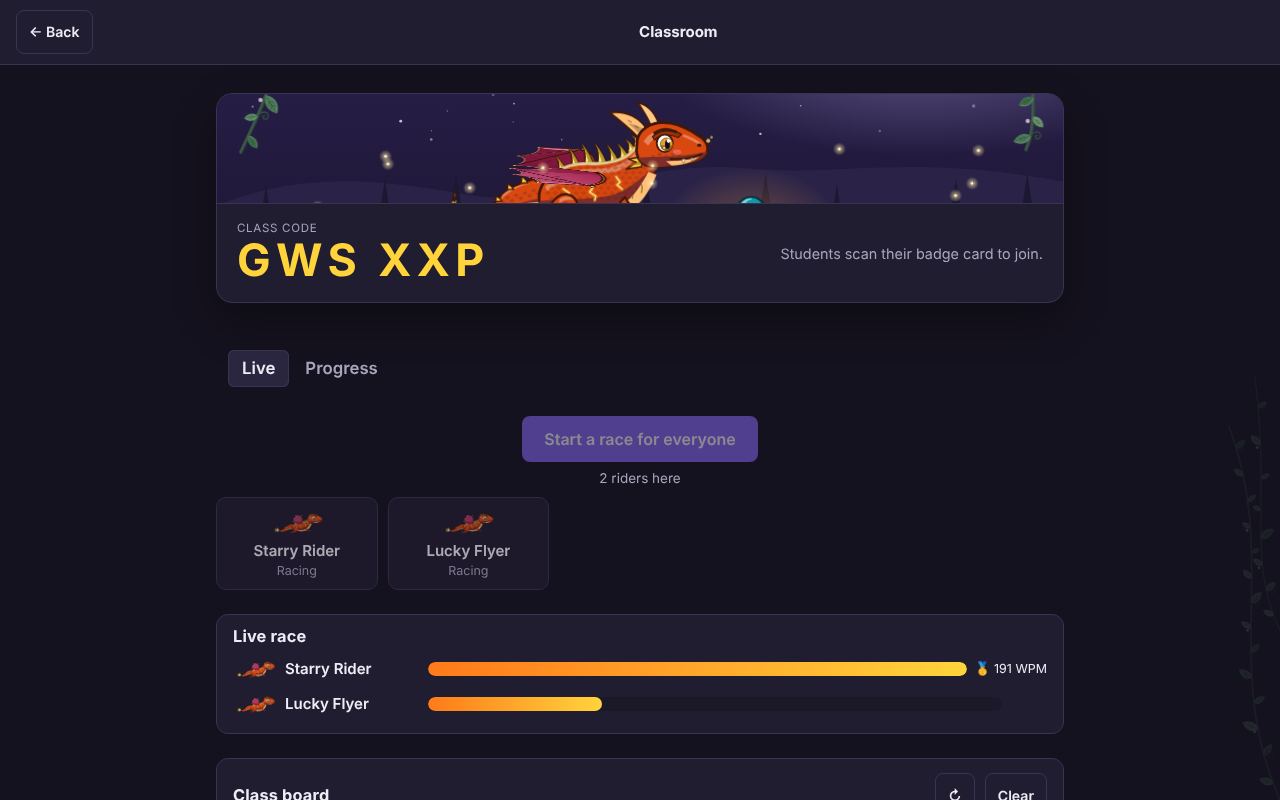 ← Back
Classroom
CLASS CODE
GWS XXP
Students scan their badge card to join.
Live
Progress
Start a race for everyone
2 riders here
Starry Rider
Racing
Lucky Flyer
Racing
Live race
Starry Rider
🏅 191 WPM
Lucky Flyer
Class board
↻
Clear